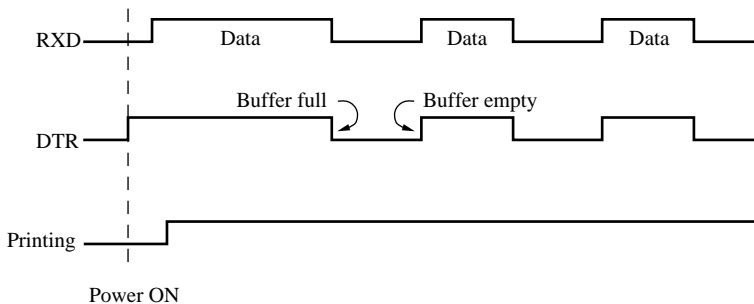 RXD Data Data Data
Buffer full Buffer empty
DTR
Printing
Power ON